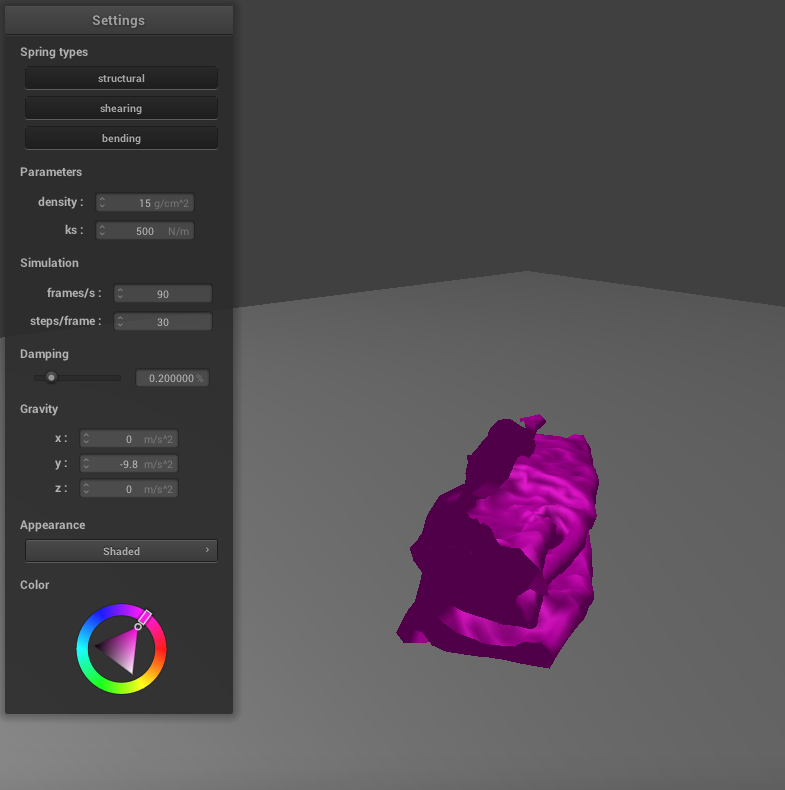 Settings
Spring types
structural
shearing
bending
Parameters
density : 15 g/cm^2
ks : 500 N/m
Simulation
frames/s : 90
steps/frame : 30
Damping
0.200000 %
Gravity
x : 0 m/s^2
y : -9.8 m/s^2
z : 0 m/s^2
Appearance
Shaded
Color